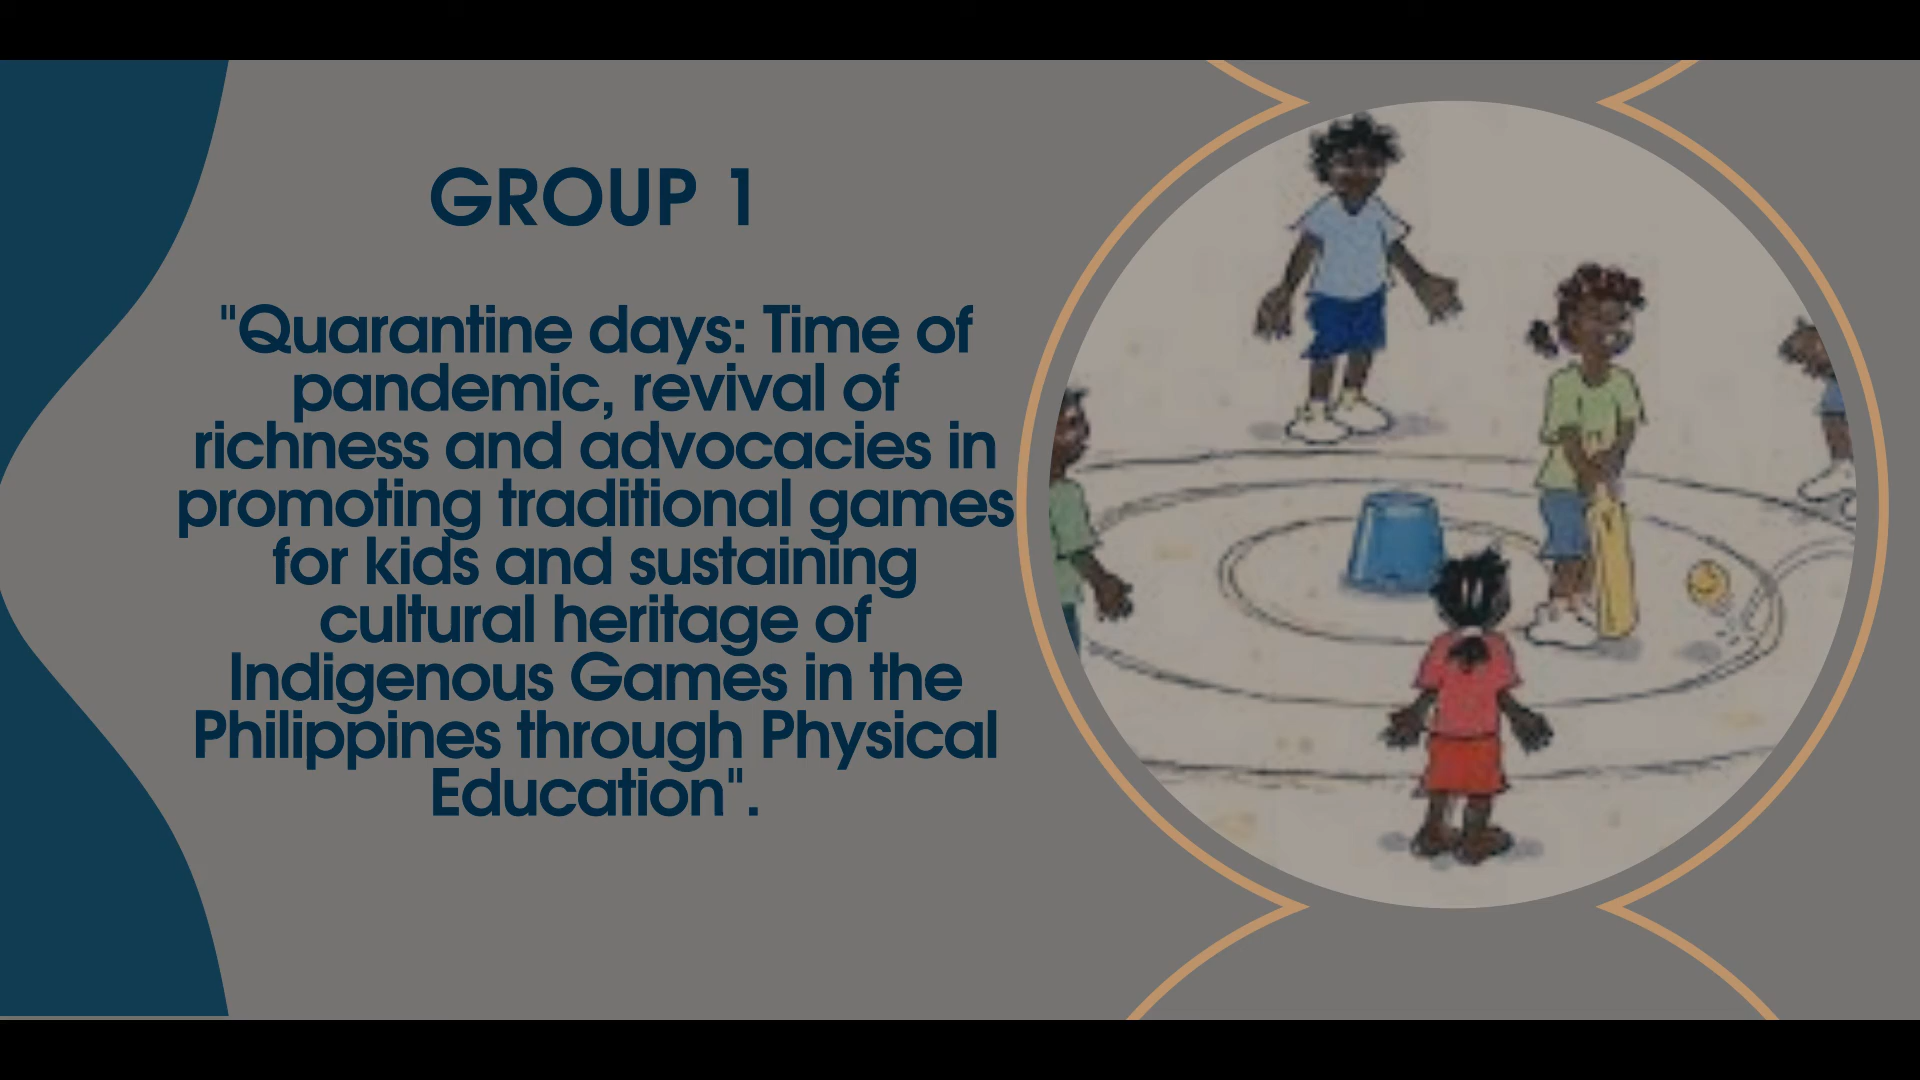 GROUP 1
"Quarantine days: Time of
pandemic, revival of
richness and advocacies in
promoting traditional games
for kids and sustaining
cultural heritage of
Indigenous Games in the
Philippines through Physical
Education".